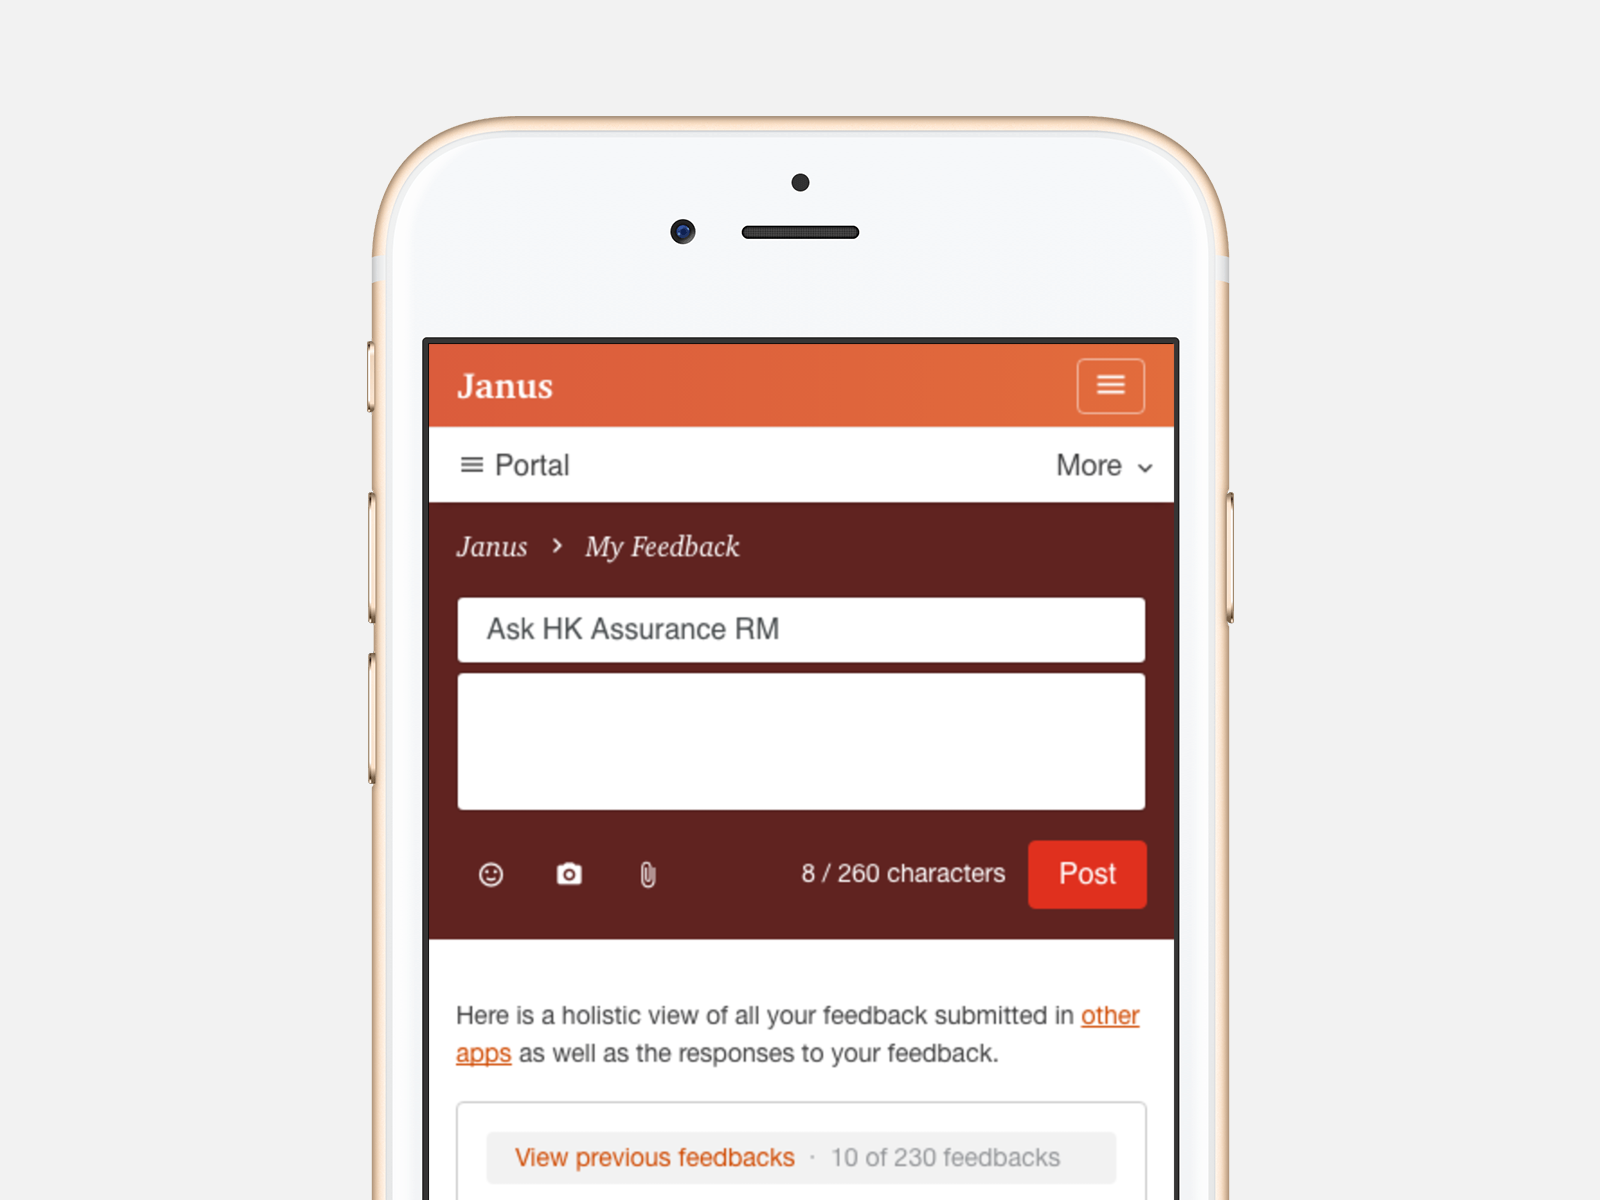 Janus
Portal More
Janus > My Feedback
Ask HK Assurance RM
8 / 260 characters Post
Here is a holistic view of all your feedback submitted in other
apps as well as the responses to your feedback.
View previous feedbacks · 10 of 230 feedbacks